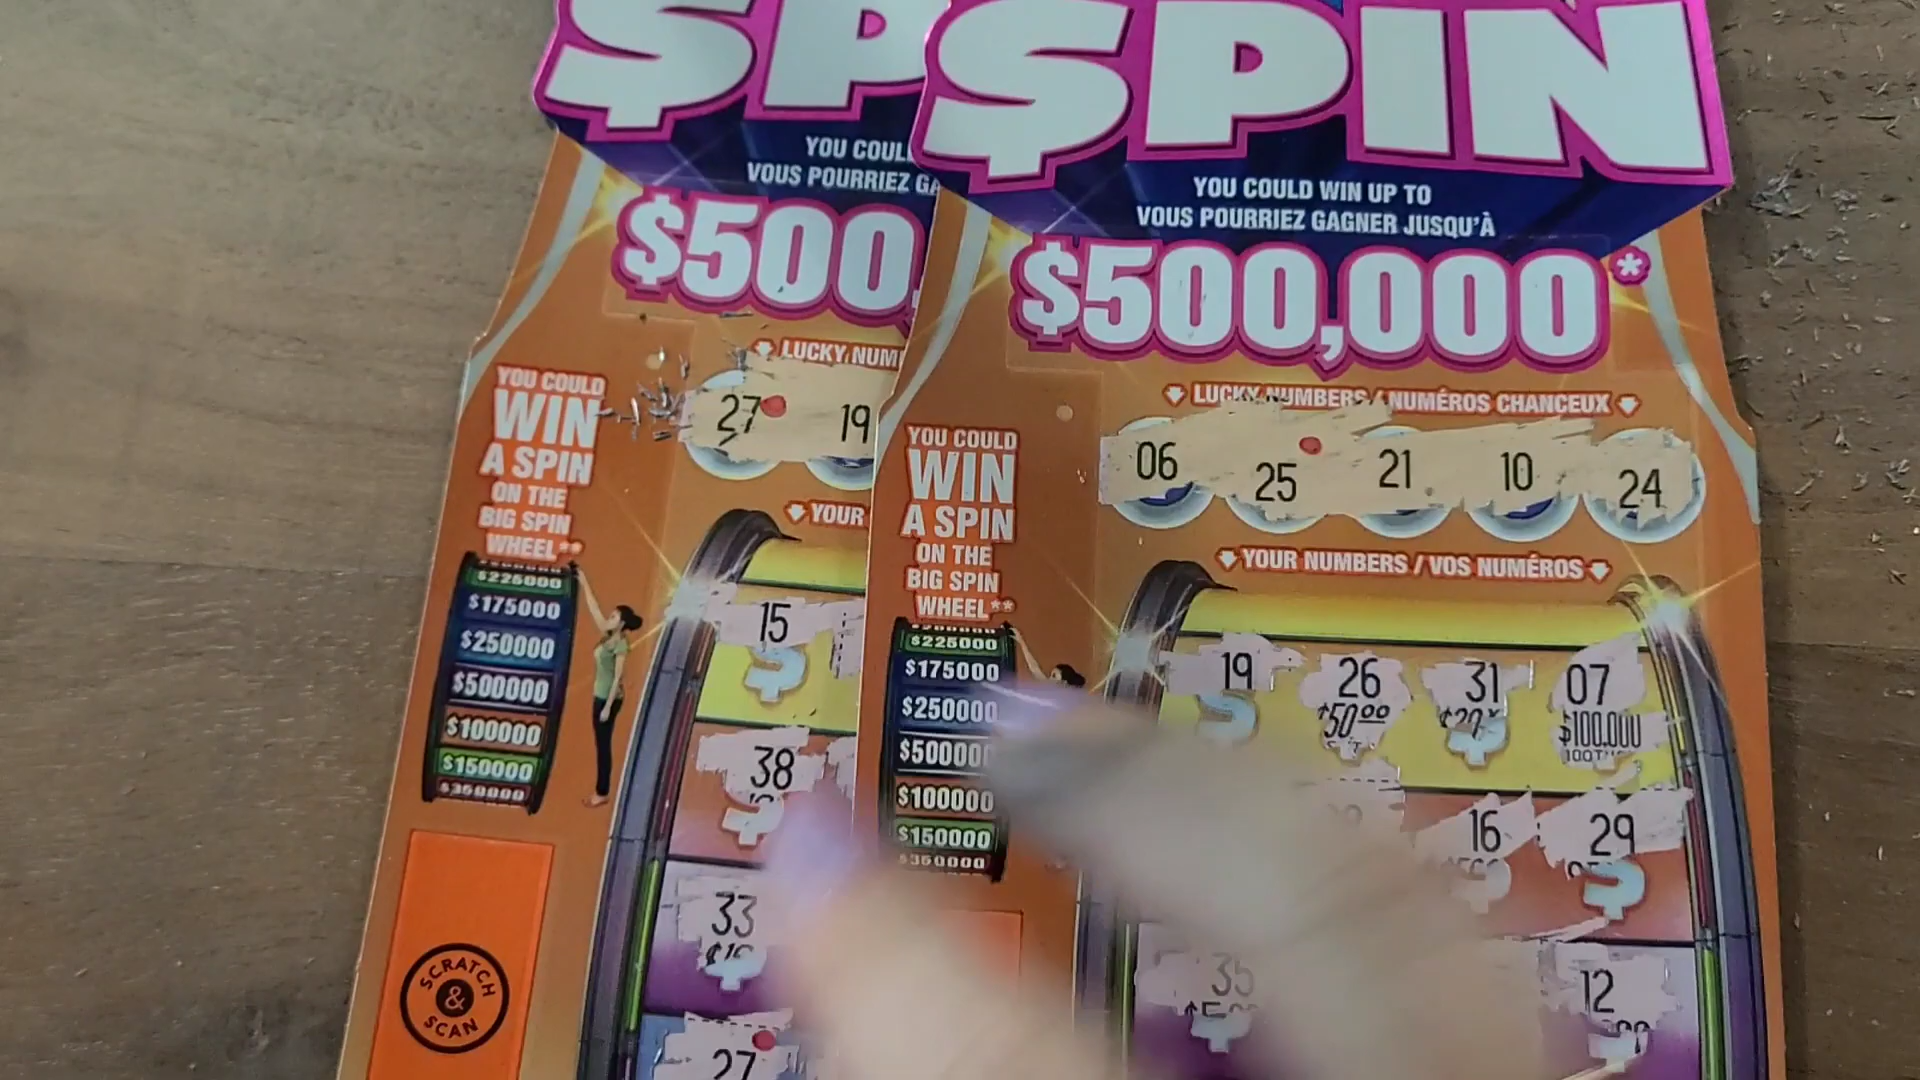 $P
YOU COUL
VOUS POURRIEZ GA
$500,
LUCKY NUM
27 19
YOUR
YOU COULD
WIN
A SPIN
ON THE
BIG SPIN
WHEEL**
$225000
$175000
$250000
$500000
$100000
$150000
$350000
15
38
33
27
SCRATCH
&
SCAN
$PIN
YOU COULD WIN UP TO
VOUS POURRIEZ GAGNER JUSQU'À
$500,000*
LUCKY NUMBERS / NUMÉROS CHANCEUX
06 25 21 10 24
YOUR NUMBERS / VOS NUMÉROS
YOU COULD
WIN
A SPIN
ON THE
BIG SPIN
WHEEL**
$225000
$175000
$250000
$500000
$100000
$150000
$350000
19 26 31 07
$50.00 $100,000
16 29
35 12